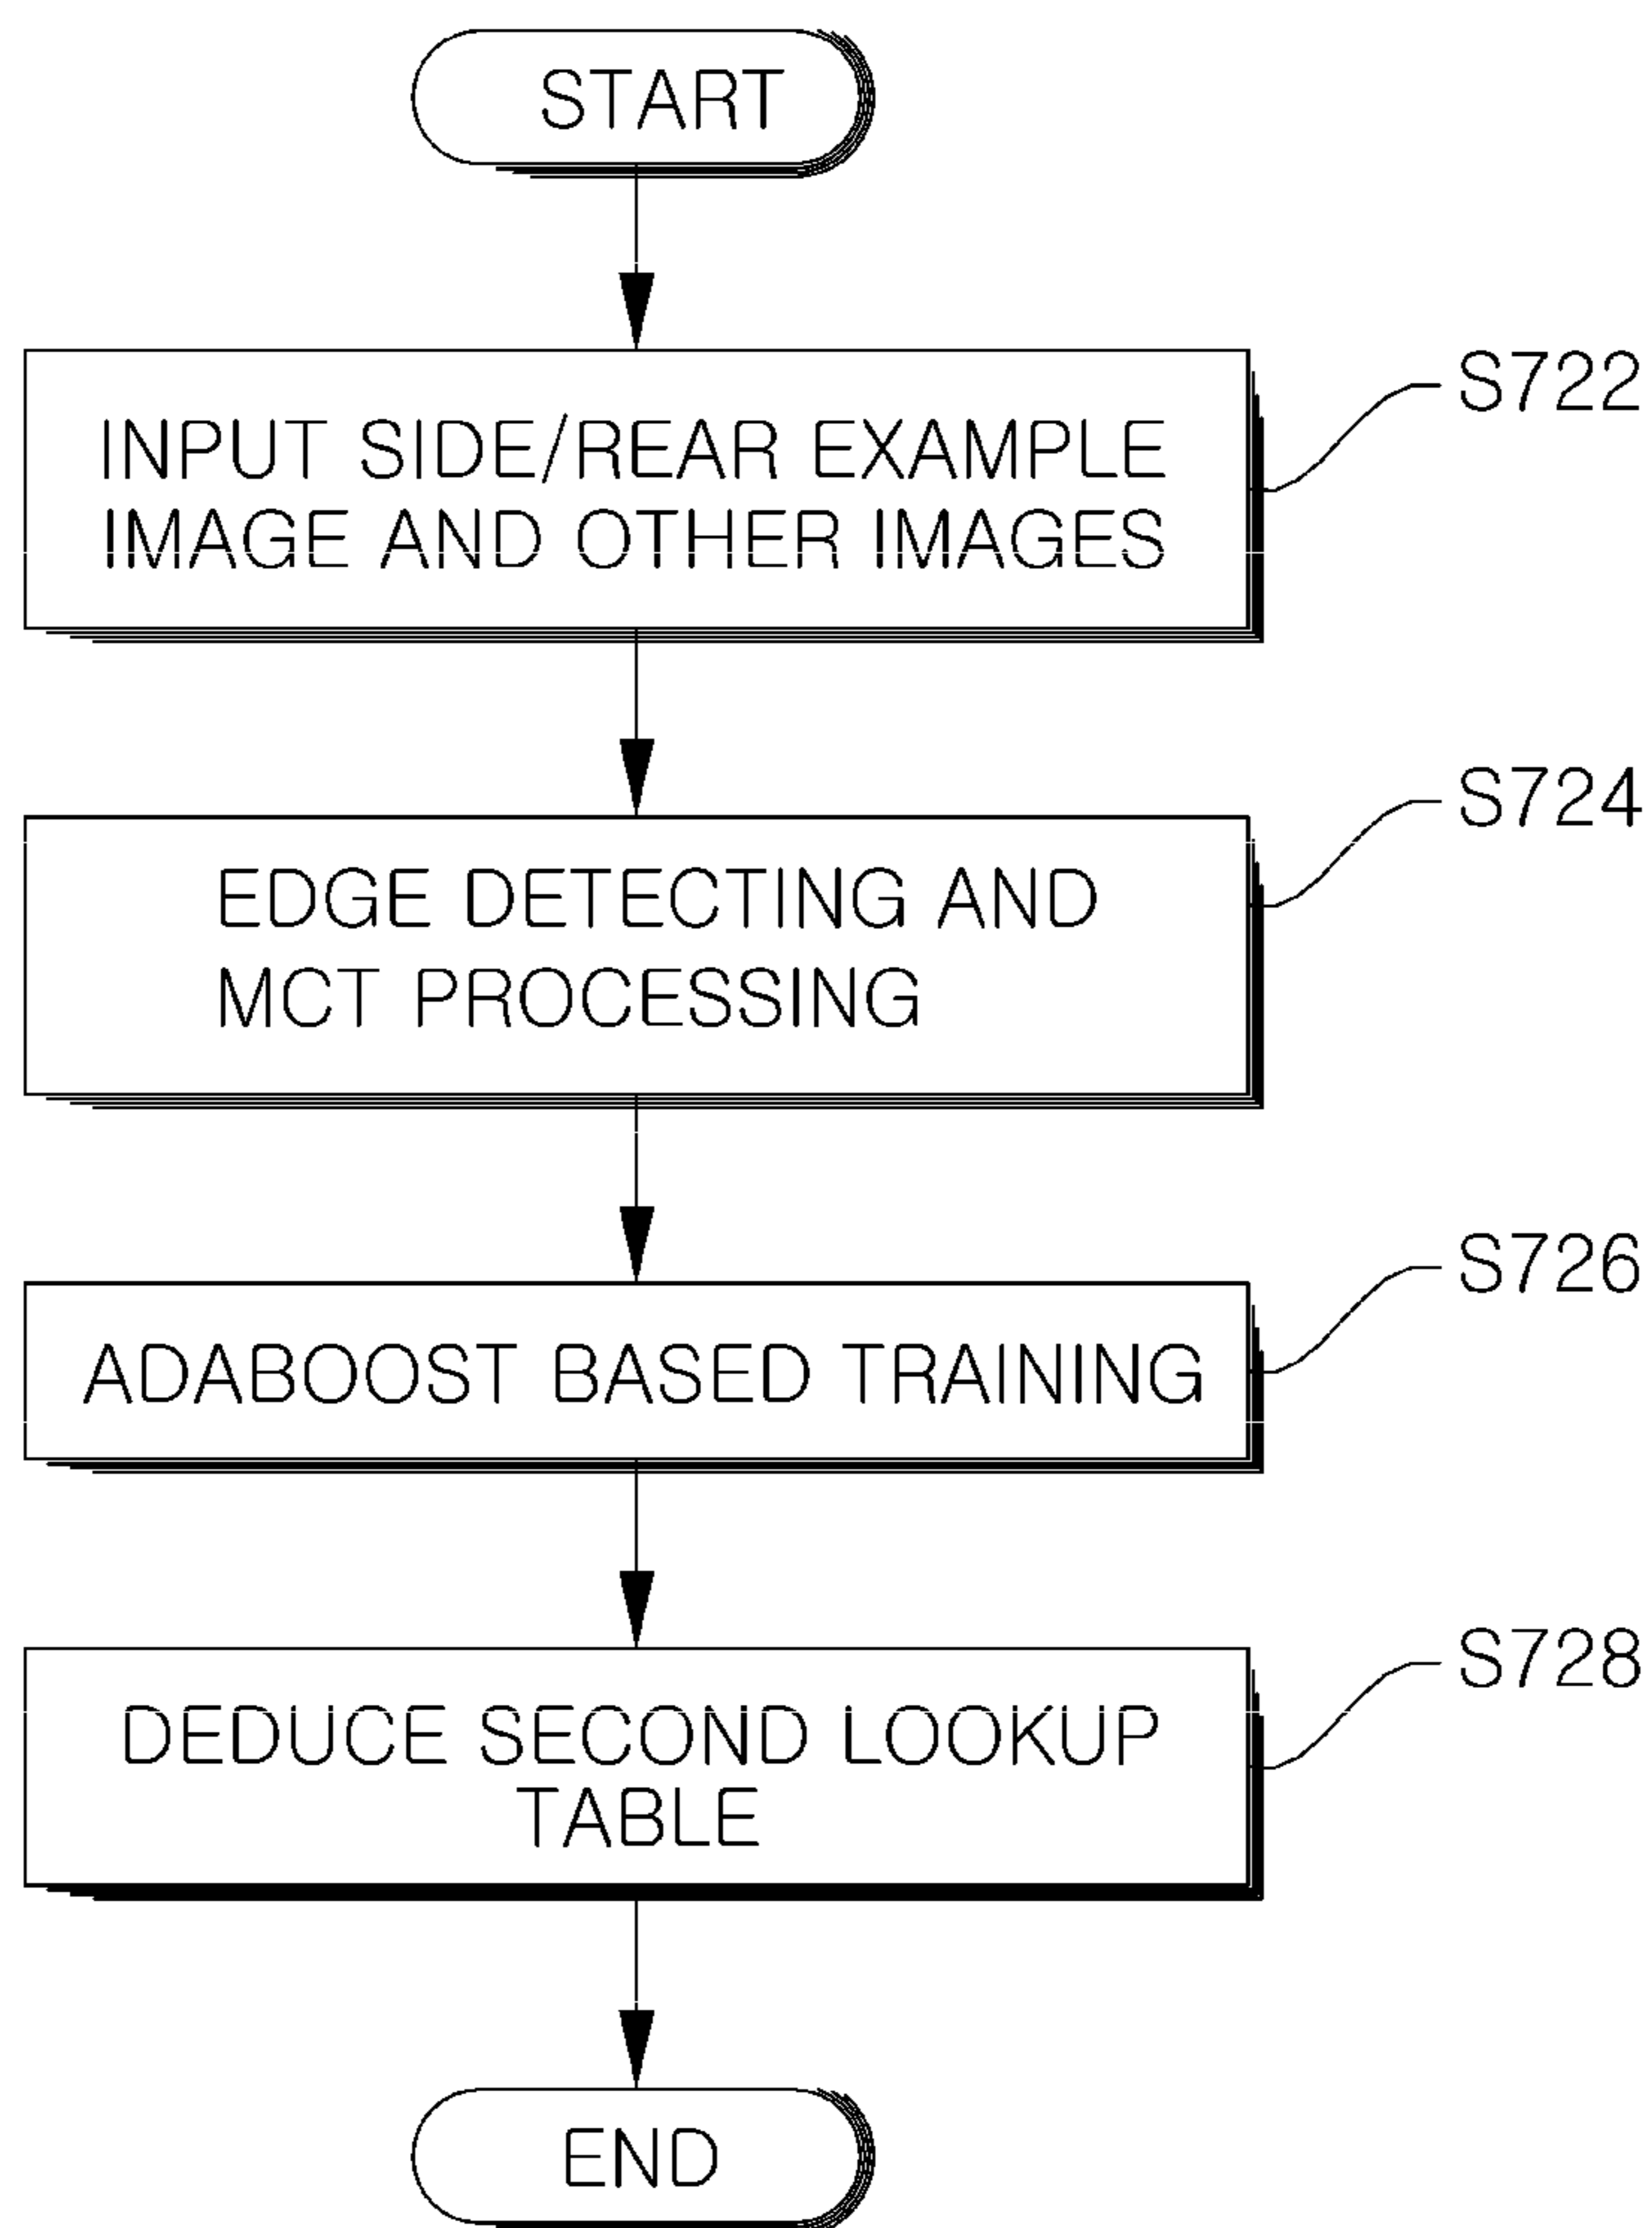 START
S722
INPUT SIDE/REAR EXAMPLE
IMAGE AND OTHER IMAGES
S724
EDGE DETECTING AND
MCT PROCESSING
S726
ADABOOST BASED TRAINING
S728
DEDUCE SECOND LOOKUP
TABLE
END